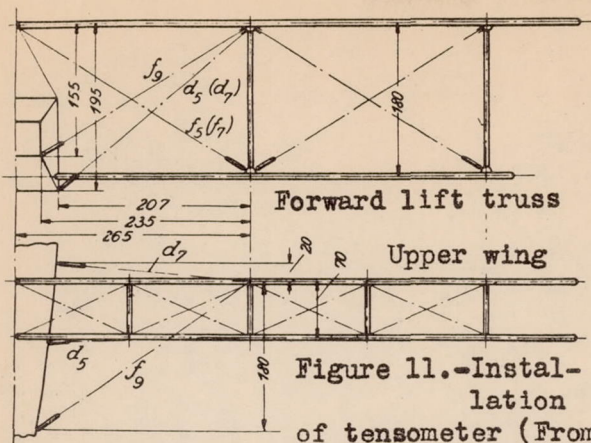 f9
d5 (d7)
f5(f7)
155
195
180
207
235
265
Forward lift truss
d7
20
Upper wing
70
d5
f9
180
Figure 11.-Instal-
lation
of tensometer (From